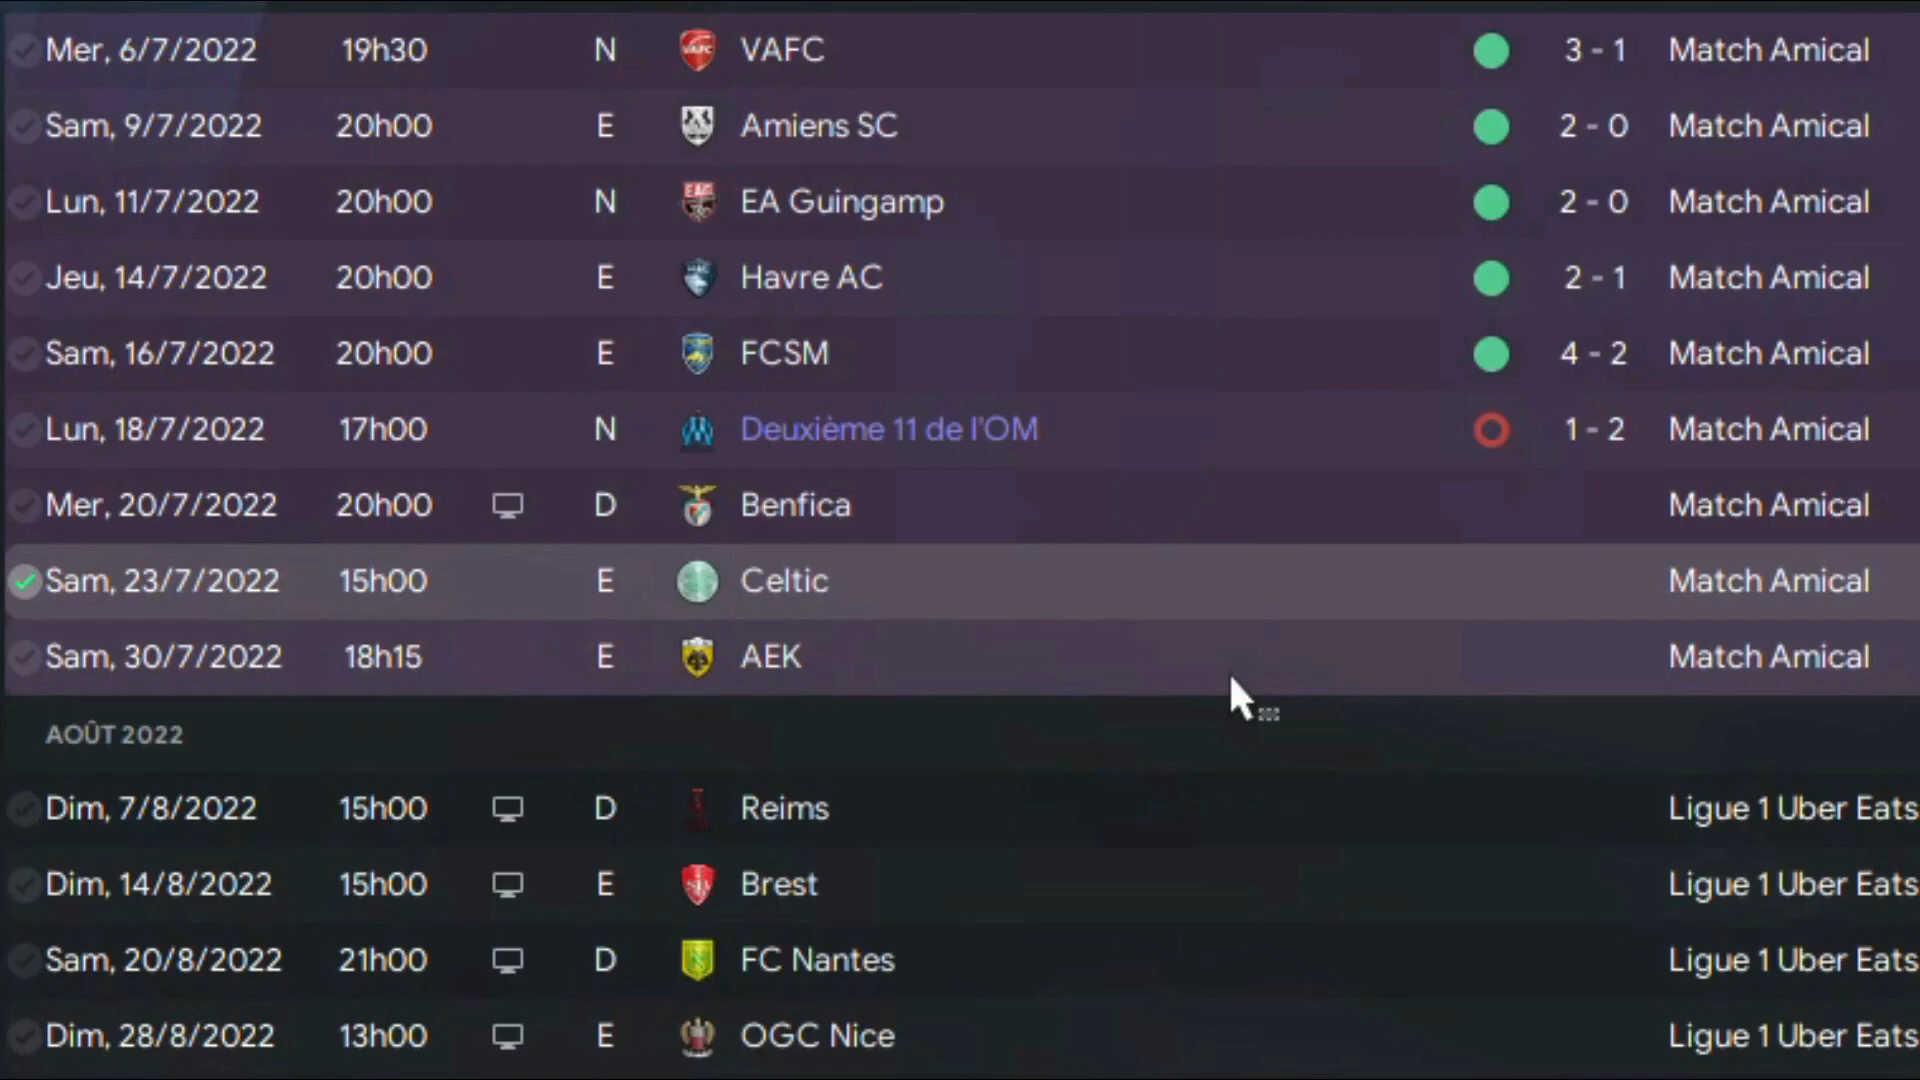 Mer, 6/7/2022 19h30 N VAFC 3 - 1 Match Amical
Sam, 9/7/2022 20h00 E Amiens SC 2 - 0 Match Amical
Lun, 11/7/2022 20h00 N EA Guingamp 2 - 0 Match Amical
Jeu, 14/7/2022 20h00 E Havre AC 2 - 1 Match Amical
Sam, 16/7/2022 20h00 E FCSM 4 - 2 Match Amical
Lun, 18/7/2022 17h00 N Deuxième 11 de l'OM 1 - 2 Match Amical
Mer, 20/7/2022 20h00 D Benfica Match Amical
Sam, 23/7/2022 15h00 E Celtic Match Amical
Sam, 30/7/2022 18h15 E AEK Match Amical
AOÛT 2022
Dim, 7/8/2022 15h00 D Reims Ligue 1 Uber Eats
Dim, 14/8/2022 15h00 E Brest Ligue 1 Uber Eats
Sam, 20/8/2022 21h00 D FC Nantes Ligue 1 Uber Eats
Dim, 28/8/2022 13h00 E OGC Nice Ligue 1 Uber Eats